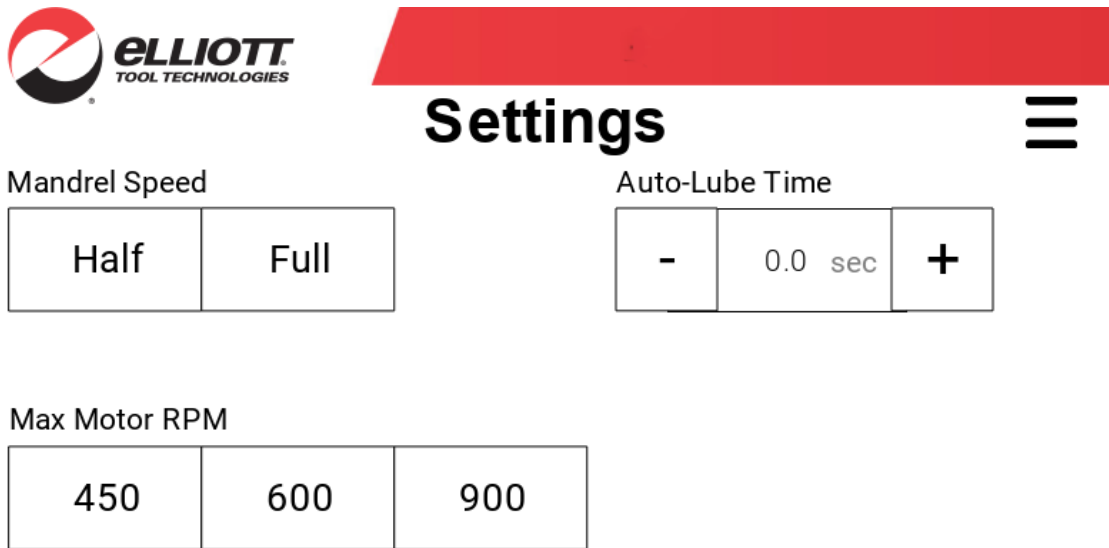 ELLIOTT.
TOOL TECHNOLOGIES
®
Settings
Mandrel Speed
Auto-Lube Time
Half Full
- 0.0 sec +
Max Motor RPM
450 600 900